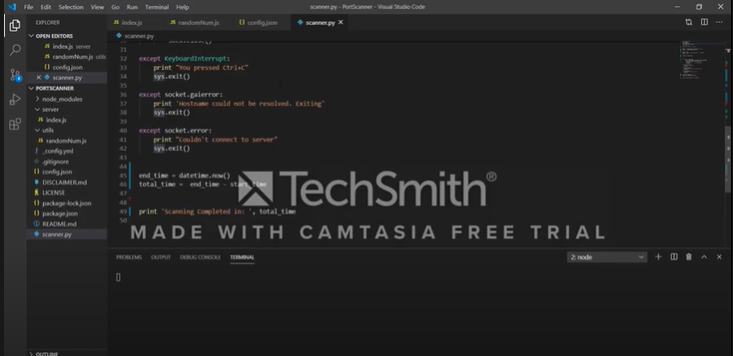 File Edit Selection View Go Run Terminal Help
scanner.py - PortScanner - Visual Studio Code
EXPLORER
index.js
randomNum.js
config.json
scanner.py
scanner.py
OPEN EDITORS
index.js server
randomNum.js utils
config.json
scanner.py
PORTSCANNER
node_modules
server
index.js
utils
randomNum.js
_config.yml
.gitignore
config.json
DISCLAIMER.md
LICENSE
package-lock.json
package.json
README.md
scanner.py
OUTLINE
31
32 except KeyboardInterrupt:
33 print "You pressed Ctrl+C"
34 sys.exit()
35
36 except socket.gaierror:
37 print 'Hostname could not be resolved. Exiting'
38 sys.exit()
39
40 except socket.error:
41 print "Couldn't connect to server"
42 sys.exit()
43
44
45 end_time = datetime.now()
46 total_time = end_time - start_time
47
48
49 print 'Scanning Completed in: ', total_time
50
TechSmith®
MADE WITH CAMTASIA FREE TRIAL
PROBLEMS OUTPUT DEBUG CONSOLE TERMINAL
2: node